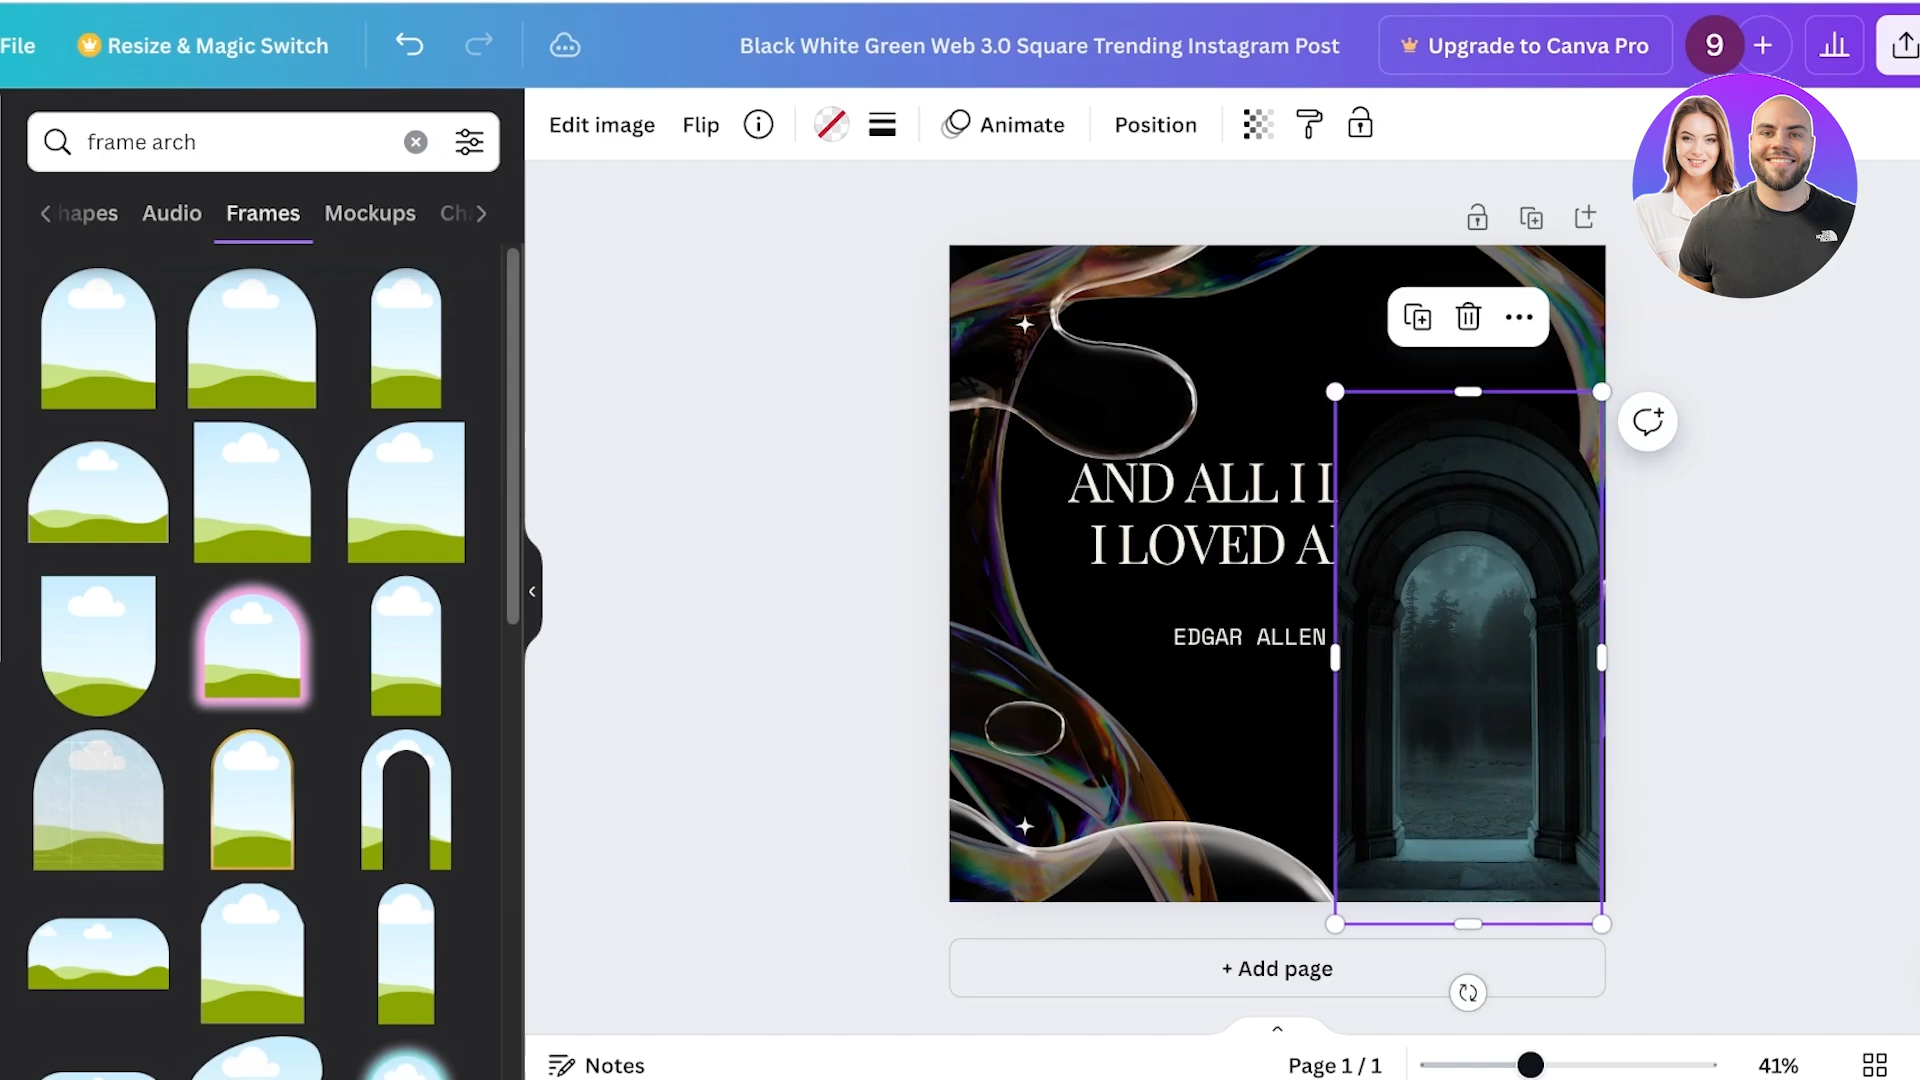 File
Resize & Magic Switch
Black White Green Web 3.0 Square Trending Instagram Post
Upgrade to Canva Pro
9
frame arch
Edit image
Flip
Animate
Position
hapes
Audio
Frames
Mockups
Ch
AND ALL I L
I LOVED A
EDGAR ALLEN
+ Add page
Notes
Page 1 / 1
41%